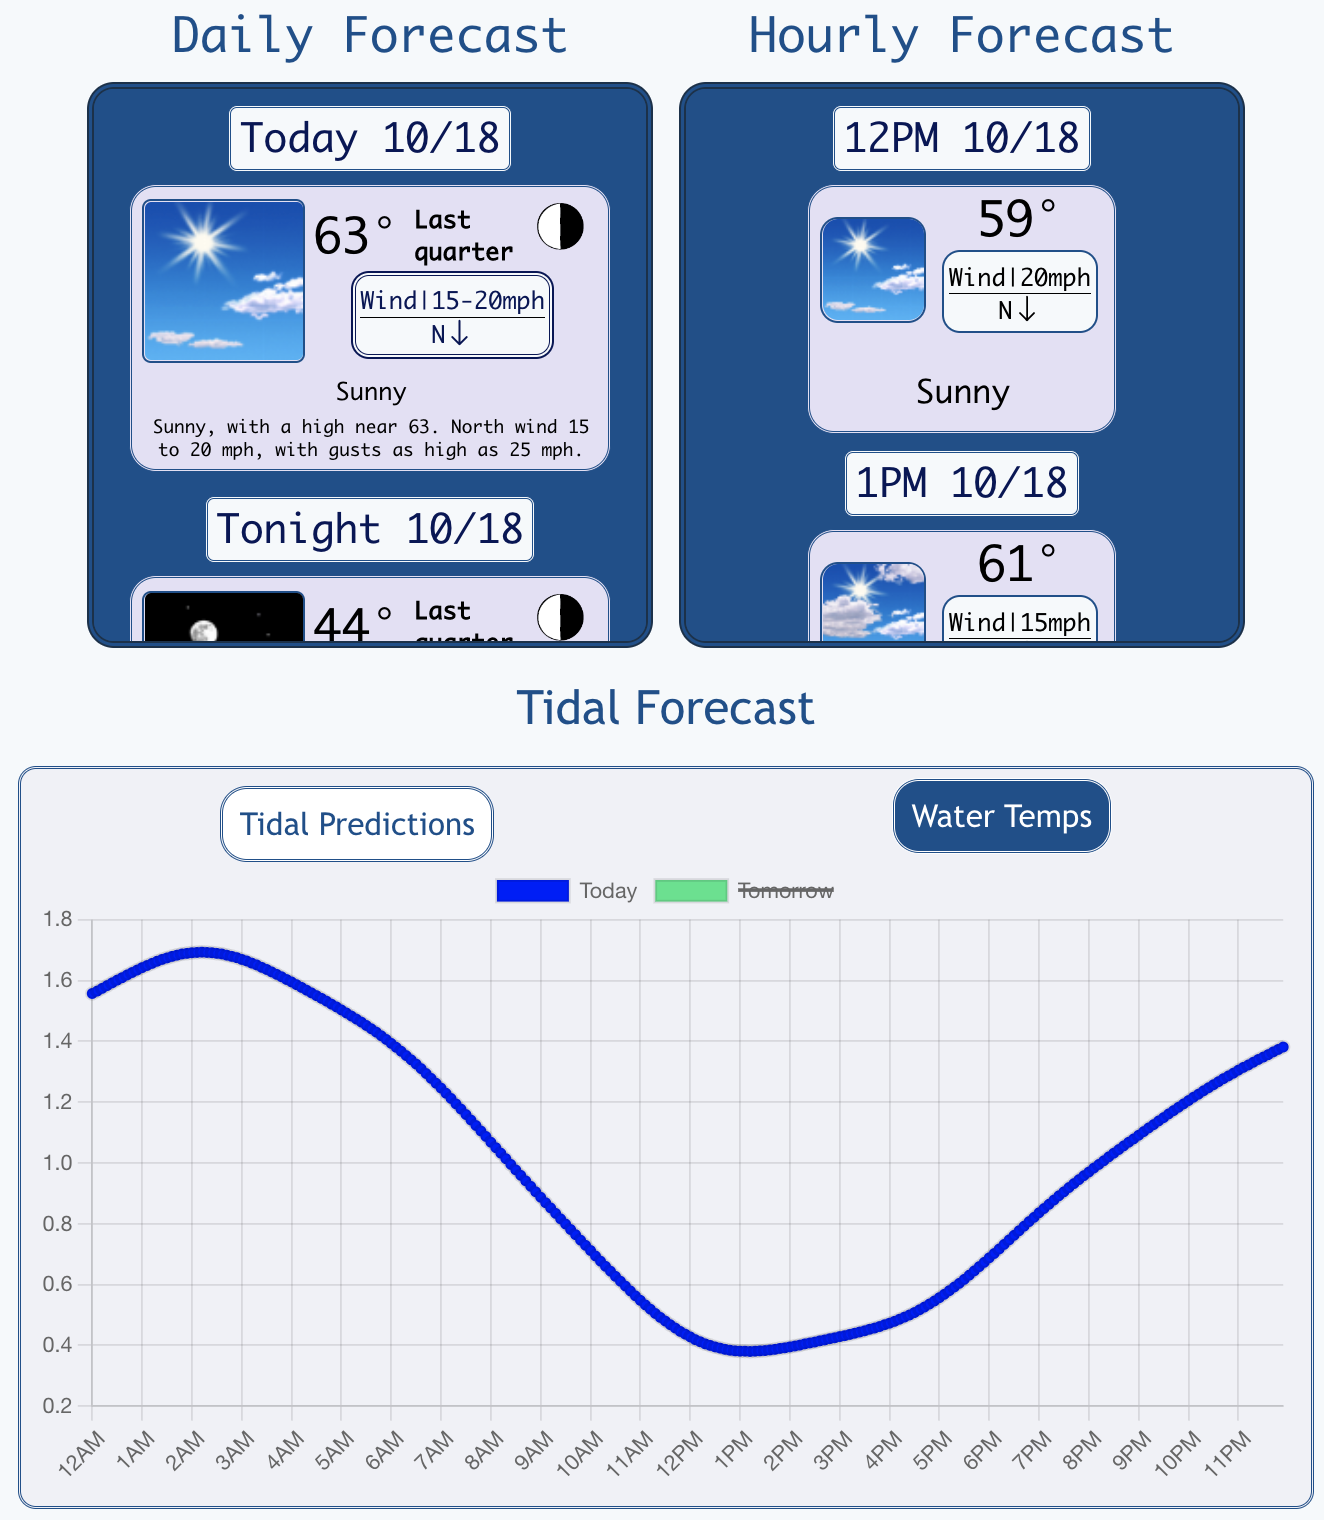 Daily Forecast
Today 10/18
63° Last
quarter
Wind|15-20mph
N↓
Sunny
Sunny, with a high near 63. North wind 15
to 20 mph, with gusts as high as 25 mph.
Tonight 10/18
44° Last
quarter
Hourly Forecast
12PM 10/18
59°
Wind|20mph
N↓
Sunny
1PM 10/18
61°
Wind|15mph
Tidal Forecast
Tidal Predictions
Water Temps
Today Tomorrow
1.8
1.6
1.4
1.2
1.0
0.8
0.6
0.4
0.2
12AM 1AM 2AM 3AM 4AM 5AM 6AM 7AM 8AM 9AM 10AM 11AM 12PM 1PM 2PM 3PM 4PM 5PM 6PM 7PM 8PM 9PM 10PM 11PM